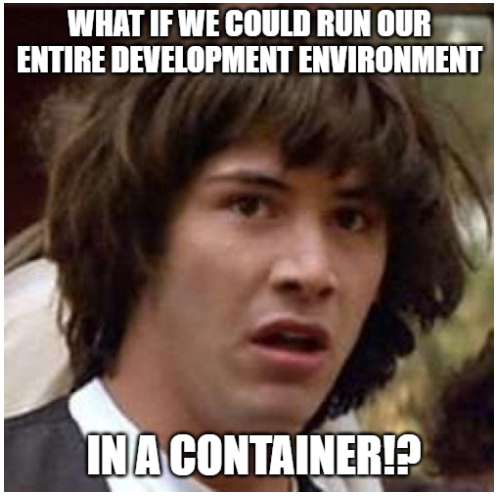 WHAT IF WE COULD RUN OUR
ENTIRE DEVELOPMENT ENVIRONMENT
IN A CONTAINER!?